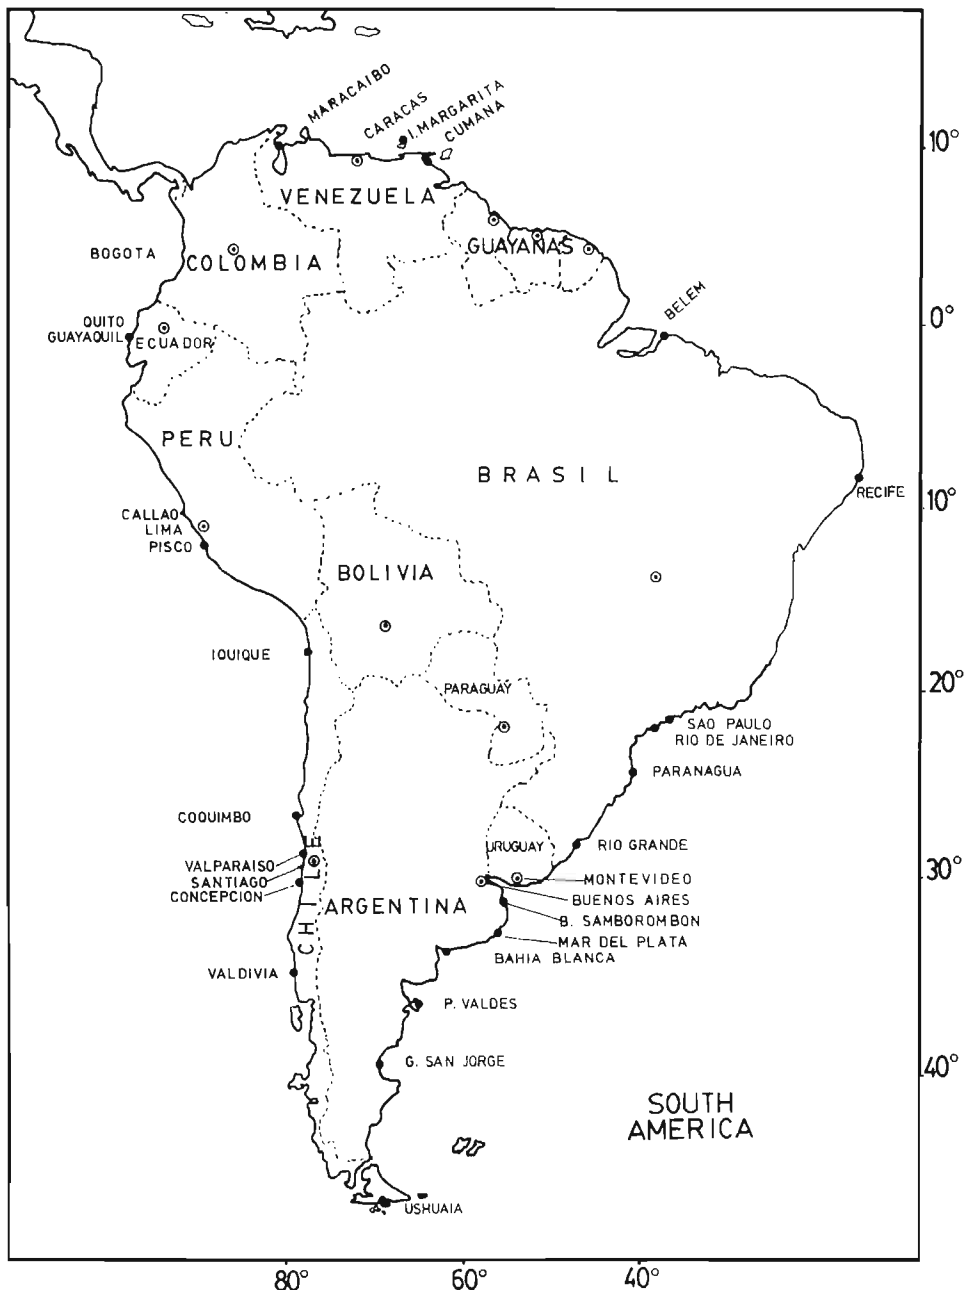 MARACAIBO
CARACAS
I. MARGARITA
CUMANA
10°
VENEZUELA
GUAYANAS
BOGOTA
COLOMBIA
BELEM
QUITO
GUAYAQUIL
ECUADOR
0°
PERU
BRASIL
RECIFE
10°
CALLAO
LIMA
PISCO
BOLIVIA
IQUIQUE
PARAGUAY
20°
SAO PAULO
RIO DE JANEIRO
PARANAGUA
COQUIMBO
CHILE
URUGUAY
RIO GRANDE
VALPARAISO
SANTIAGO
CONCEPCION
30°
MONTEVIDEO
BUENOS AIRES
ARGENTINA
B. SAMBOROMBON
MAR DEL PLATA
BAHIA BLANCA
VALDIVIA
P. VALDES
G. SAN JORGE
40°
SOUTH
AMERICA
USHUAIA
80°
60°
40°